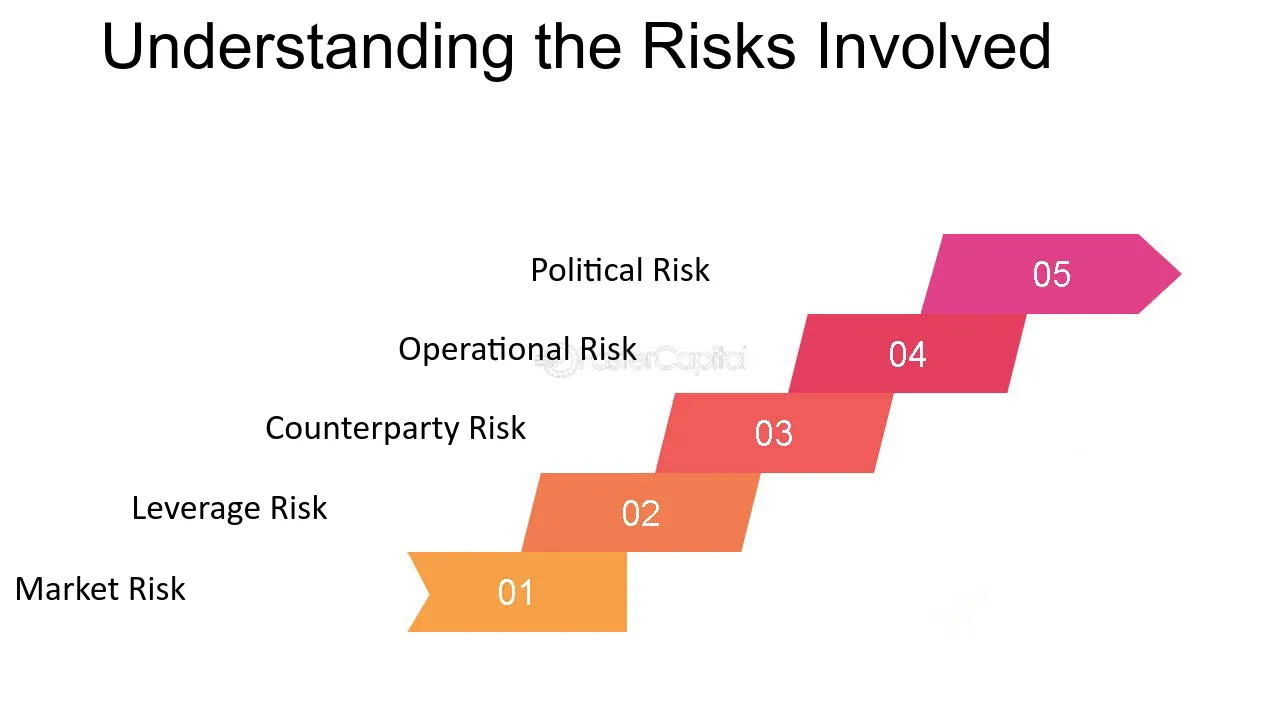 Understanding the Risks Involved
Political Risk
05
Operational Risk
04
FasterCapital
Counterparty Risk
03
Leverage Risk
02
Market Risk
01